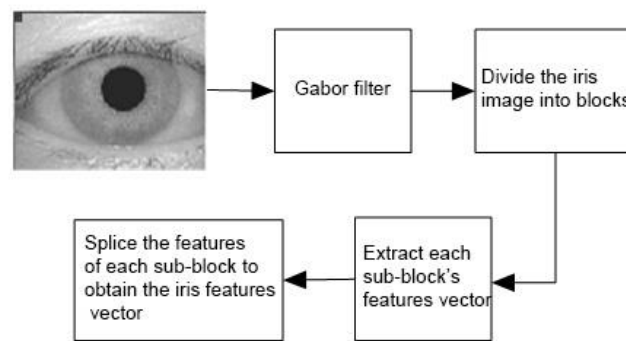 Gabor filter
Divide the iris
image into blocks
Extract each
sub-block's
features vector
Splice the features
of each sub-block to
obtain the iris features
vector